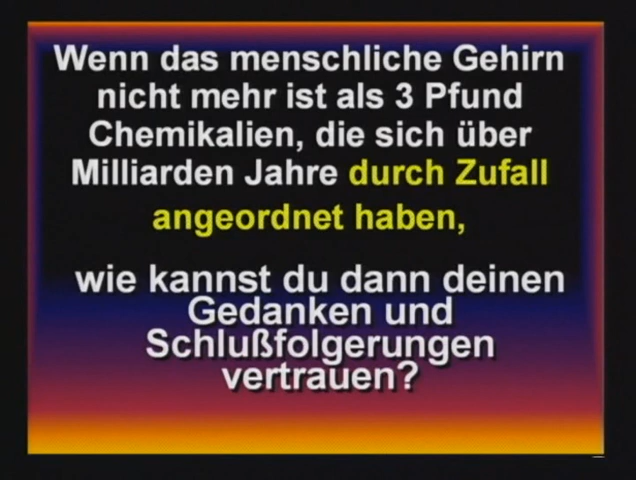 Wenn das menschliche Gehirn
nicht mehr ist als 3 Pfund
Chemikalien, die sich über
Milliarden Jahre durch Zufall
angeordnet haben,
wie kannst du dann deinen
Gedanken und
Schlußfolgerungen
vertrauen?